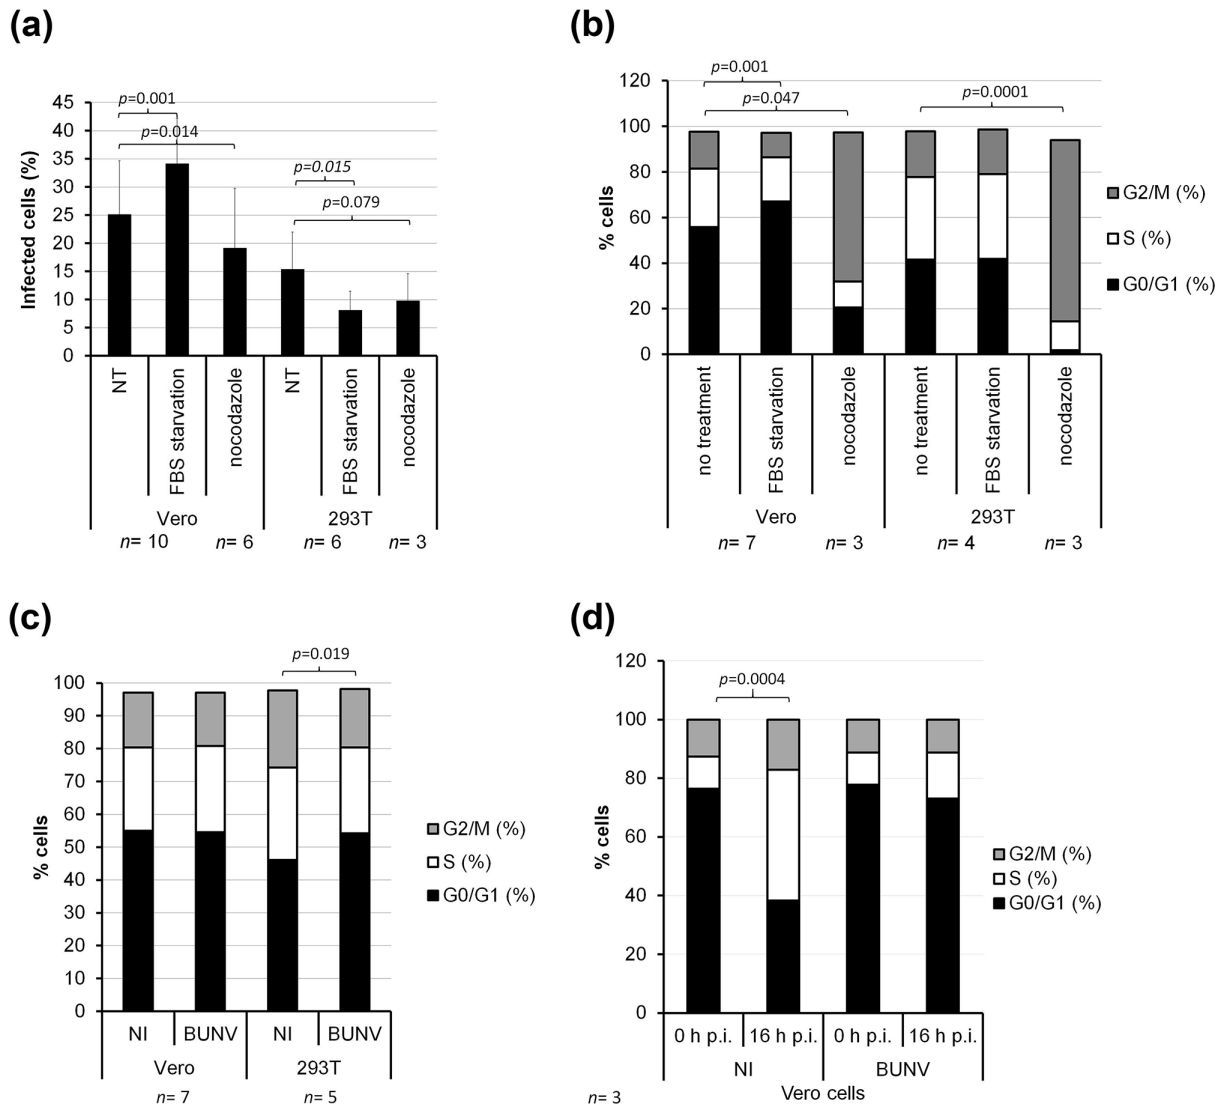 (a)
Infected cells (%)
45
40
35
30
25
20
15
10
5
0
p=0.001
p=0.014
p=0.015
p=0.079
NT
FBS starvation
nocodazole
NT
FBS starvation
nocodazole
Vero 293T
n= 10 n= 6 n= 6 n= 3
(b)
% cells
120
100
80
60
40
20
0
p=0.001
p=0.047
p=0.0001
G2/M (%)
S (%)
G0/G1 (%)
no treatment
FBS starvation
nocodazole
no treatment
FBS starvation
nocodazole
Vero 293T
n= 7 n= 3 n= 4 n= 3
(c)
% cells
100
90
80
70
60
50
40
30
20
10
0
p=0.019
G2/M (%)
S (%)
G0/G1 (%)
NI BUNV NI BUNV
Vero 293T
n= 7 n= 5
(d)
% cells
120
100
80
60
40
20
0
p=0.0004
G2/M (%)
S (%)
G0/G1 (%)
0 h p.i. 16 h p.i. 0 h p.i. 16 h p.i.
NI BUNV
Vero cells
n= 3